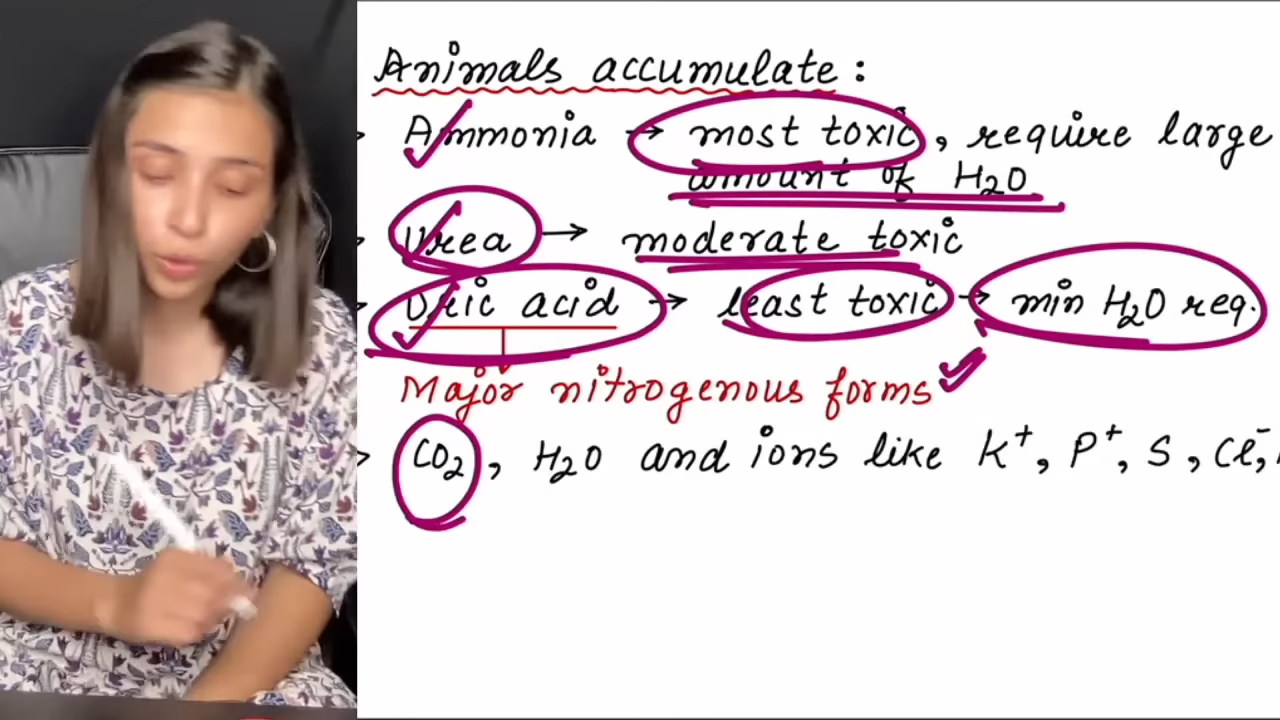 Animals accumulate :
Ammonia → most toxic, require large
amount of H2O
Urea → moderate toxic
Uric acid → least toxic → min H2O req.
Major nitrogenous forms
CO2, H2O and ions like K+, P+, S, Cl-,